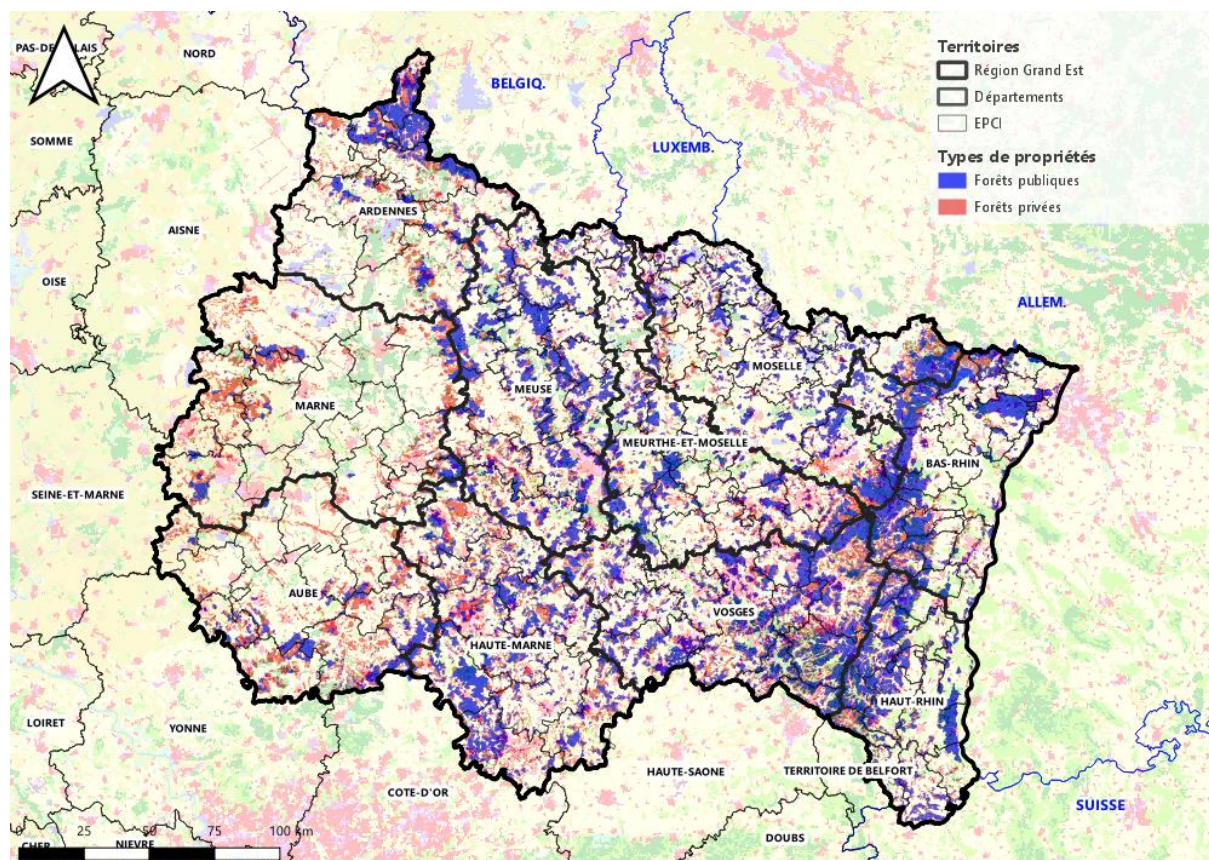 PAS-DE-CALAIS
NORD
BELGIQ.
Territoires
Région Grand Est
Départements
EPCI
Types de propriétés
Forêts publiques
Forêts privées
SOMME
LUXEMB.
AISNE
ARDENNES
OISE
ALLEM.
MARNE
MEUSE
MOSELLE
MEURTHE-ET-MOSELLE
BAS-RHIN
SEINE-ET-MARNE
AUBE
VOSGES
HAUTE-MARNE
HAUT-RHIN
LOIRET
YONNE
HAUTE-SAONE
TERRITOIRE DE BELFORT
COTE-D'OR
SUISSE
0 25 50 100 km
CHER
NIEVRE
DOUBS